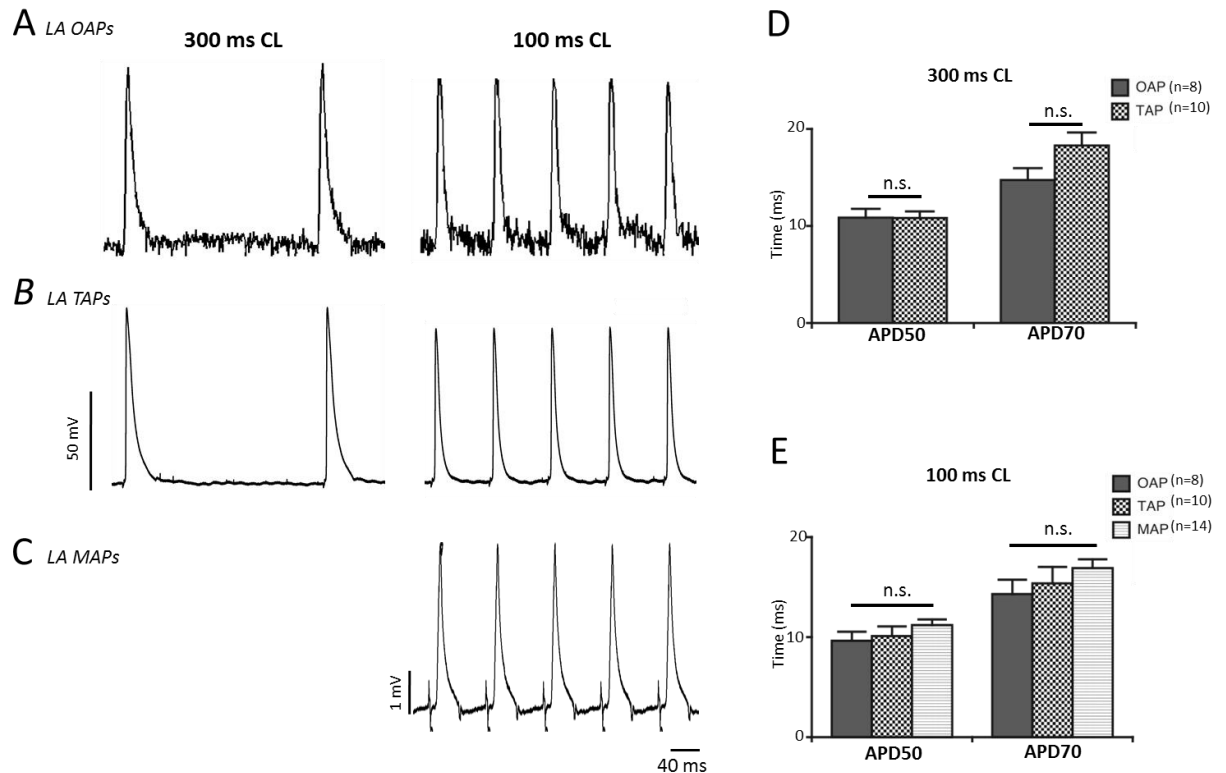 A LA OAPs
300 ms CL
100 ms CL
B LA TAPs
50 mV
C LA MAPs
1 mV
40 ms
D
300 ms CL
OAP (n=8)
TAP (n=10)
n.s.
n.s.
20
10
0
Time (ms)
APD50
APD70
E
100 ms CL
OAP (n=8)
TAP (n=10)
MAP (n=14)
n.s.
n.s.
20
10
0
Time (ms)
APD50
APD70